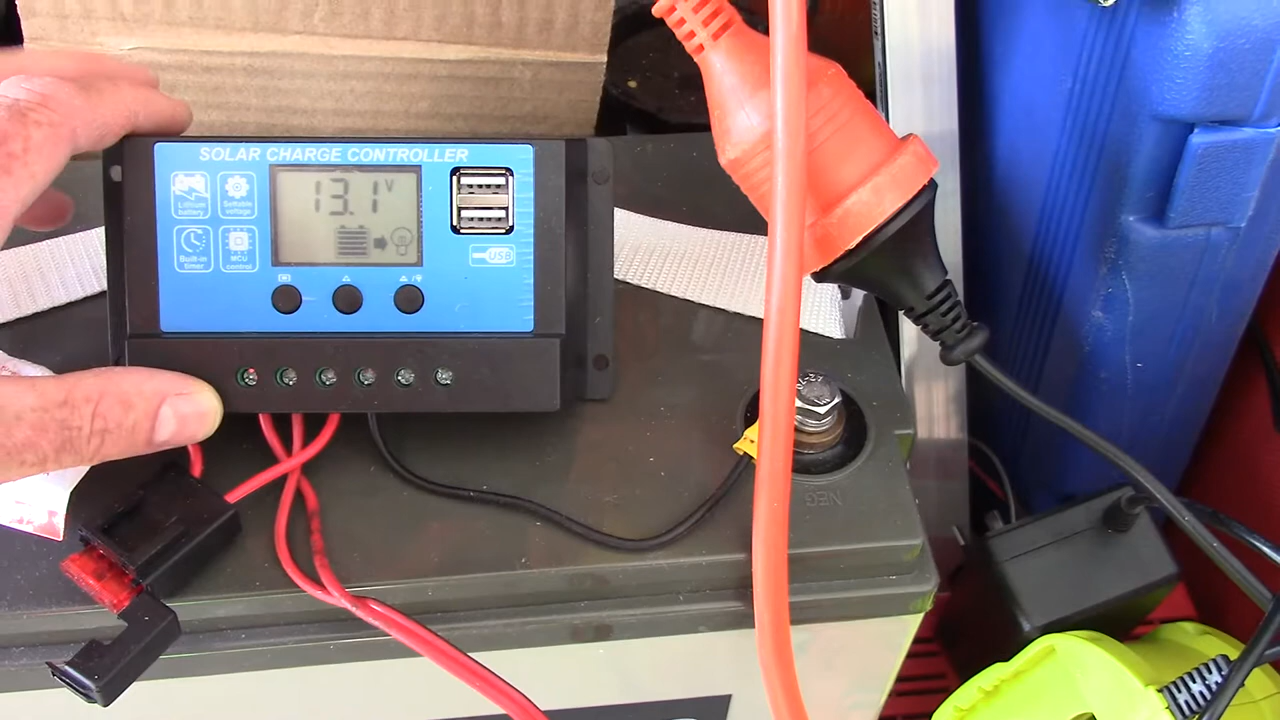 SOLAR CHARGE CONTROLLER
Lithium
battery
Settable
voltage
13.1V
Built-in
timer
MCU
control
USB
NEG